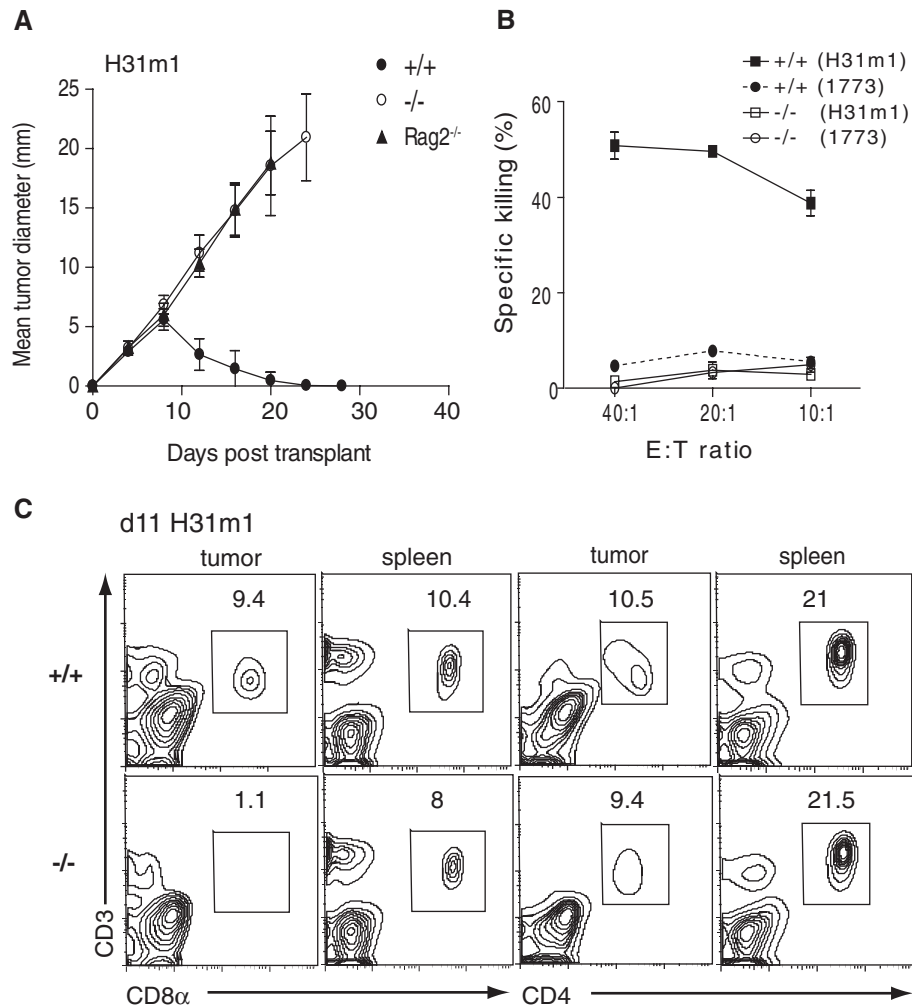 A
H31m1
+/+
-/-
Rag2-/-
25
20
15
10
5
0
0
10
20
30
40
Mean tumor diameter (mm)
Days post transplant
B
+/+ (H31m1)
+/+ (1773)
-/- (H31m1)
-/- (1773)
60
40
20
0
40:1
20:1
10:1
Specific killing (%)
E:T ratio
C
d11 H31m1
tumor
spleen
tumor
spleen
+/+
9.4
10.4
10.5
21
-/-
1.1
8
9.4
21.5
CD3
CD8α
CD4